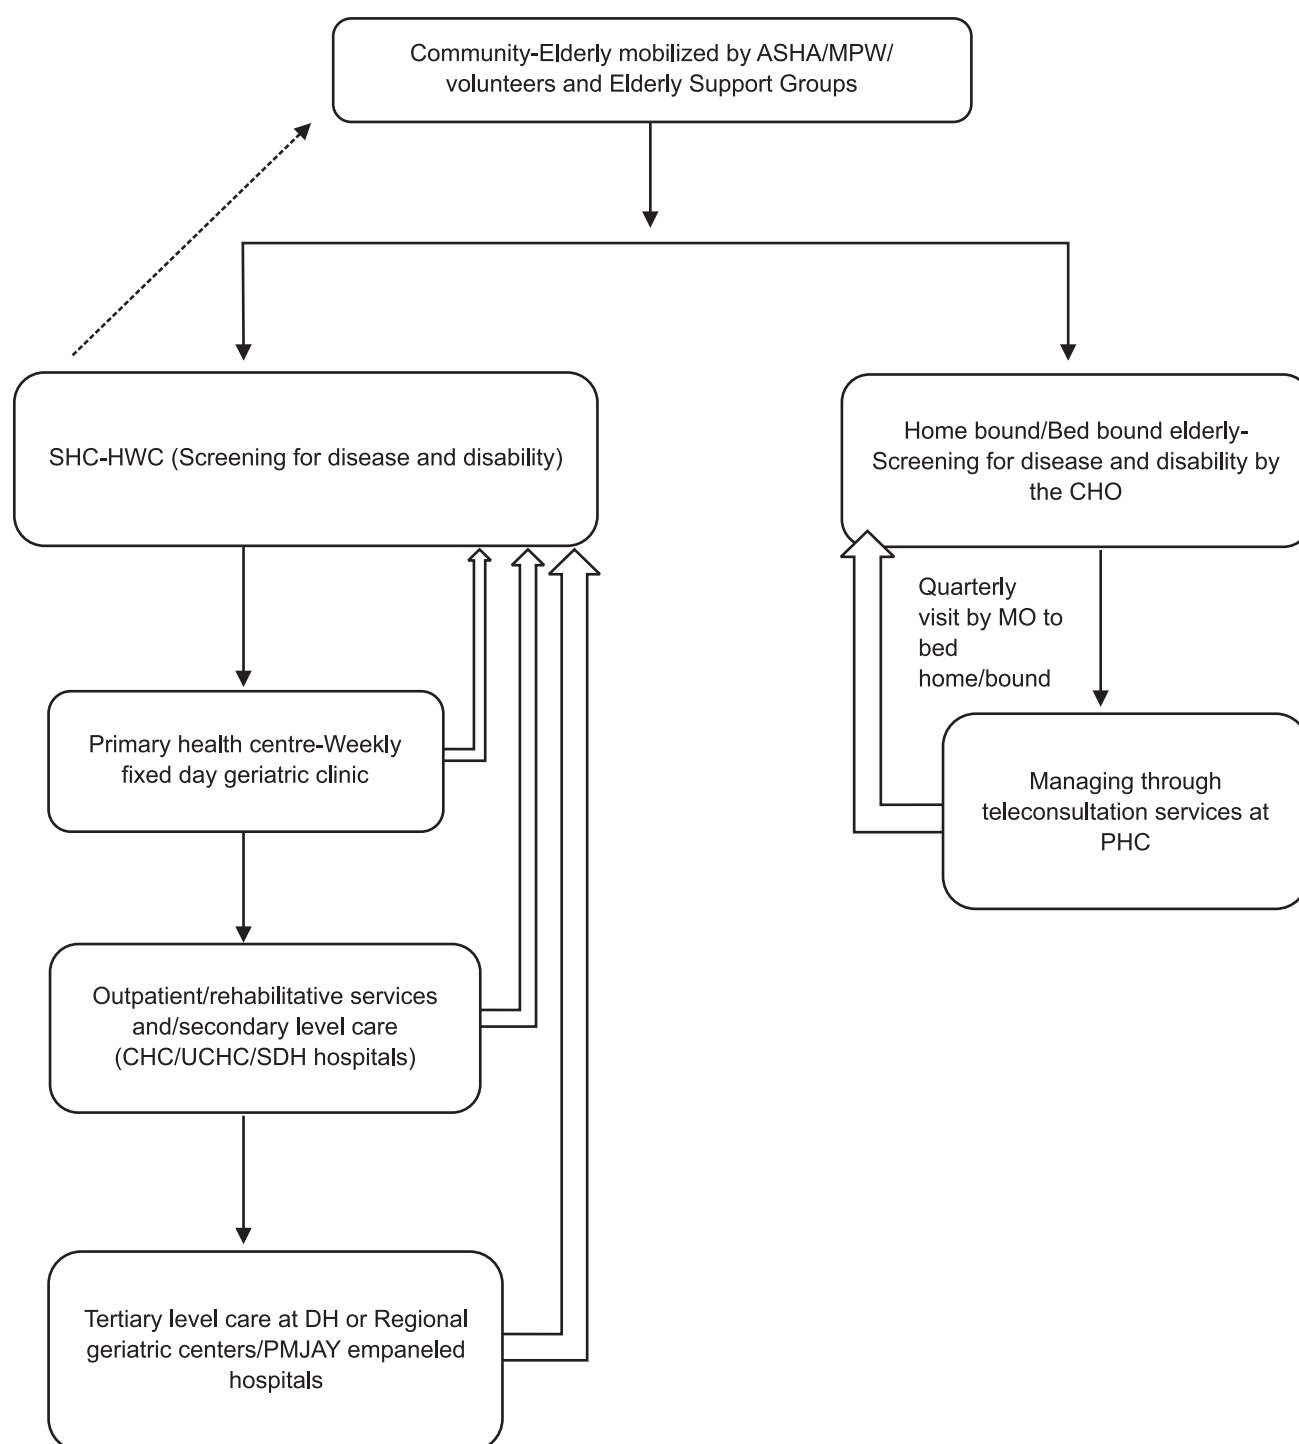 Community-Elderly mobilized by ASHA/MPW/
volunteers and Elderly Support Groups
SHC-HWC (Screening for disease and disability)
Home bound/Bed bound elderly-
Screening for disease and disability by
the CHO
Quarterly
visit by MO to
bed
home/bound
Primary health centre-Weekly
fixed day geriatric clinic
Managing through
teleconsultation services at
PHC
Outpatient/rehabilitative services
and/secondary level care
(CHC/UCHC/SDH hospitals)
Tertiary level care at DH or Regional
geriatric centers/PMJAY empaneled
hospitals